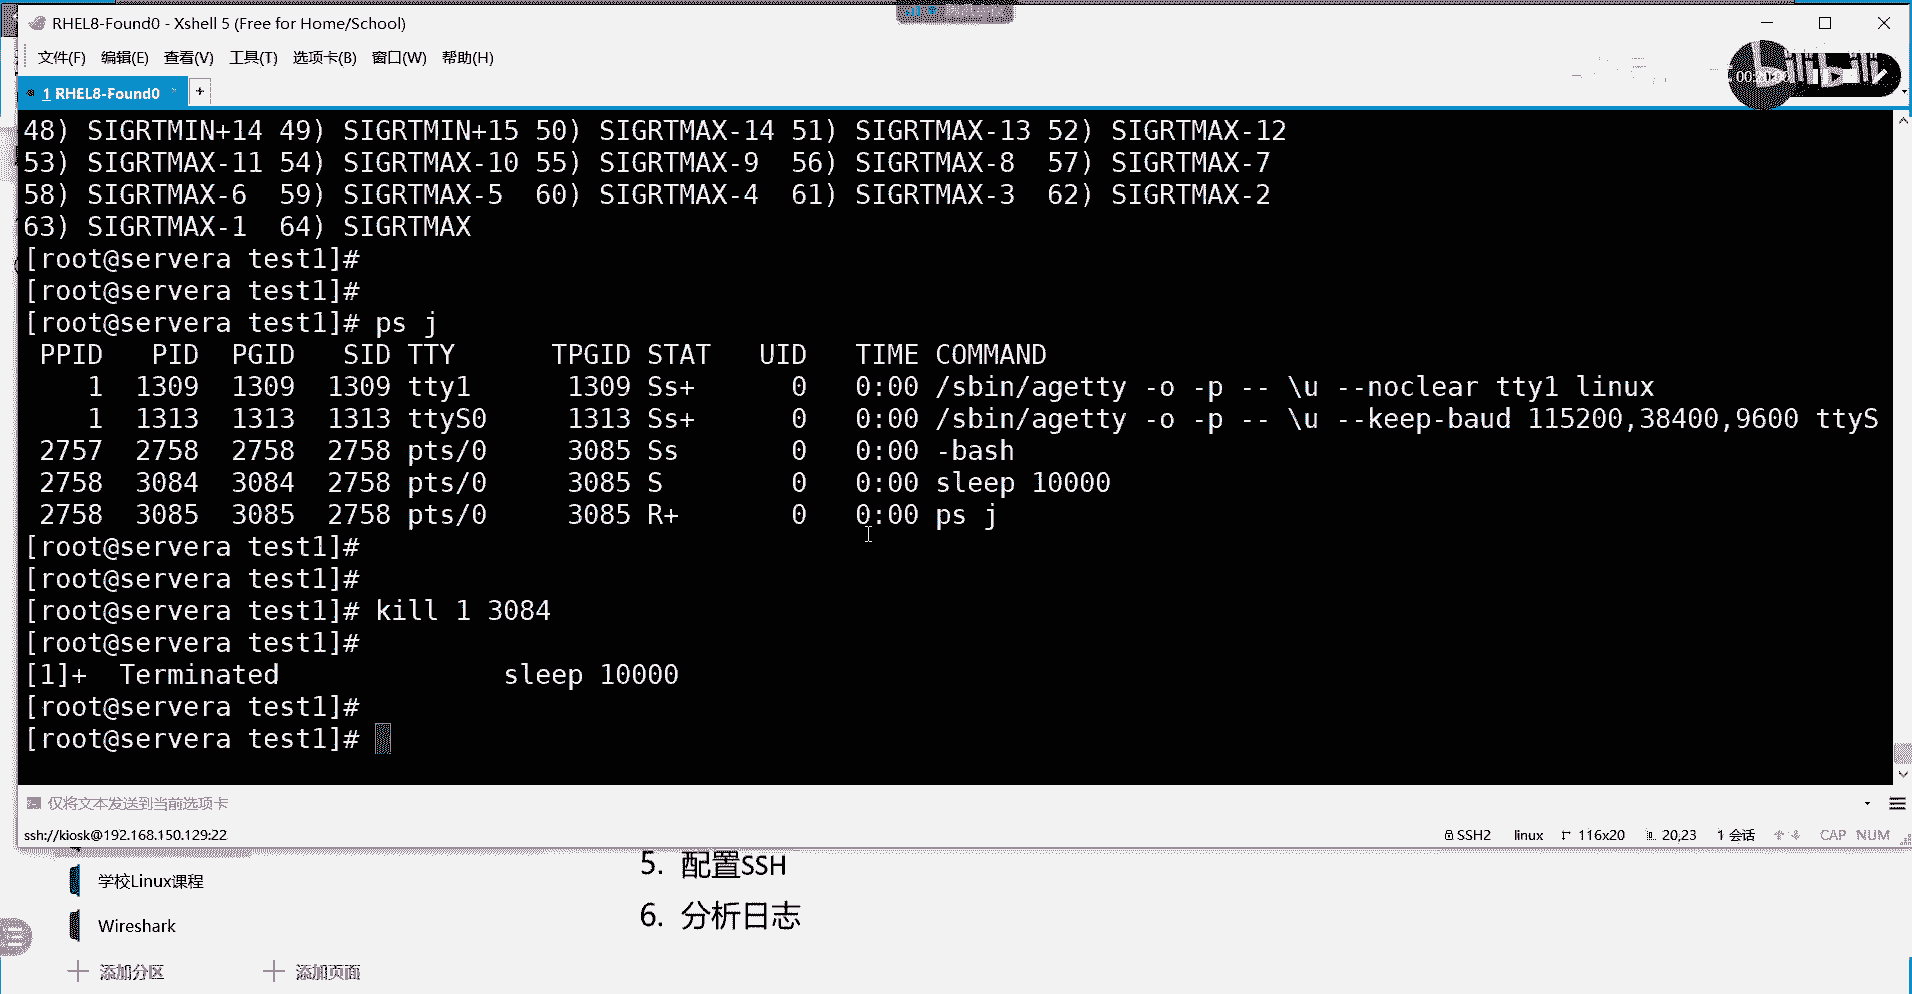 RHEL8-Found0 - Xshell 5 (Free for Home/School)
文件(F) 编辑(E) 查看(V) 工具(T) 选项卡(B) 窗口(W) 帮助(H)
1 RHEL8-Found0 +
48) SIGRTMIN+14 49) SIGRTMIN+15 50) SIGRTMAX-14 51) SIGRTMAX-13 52) SIGRTMAX-12
53) SIGRTMAX-11 54) SIGRTMAX-10 55) SIGRTMAX-9  56) SIGRTMAX-8  57) SIGRTMAX-7
58) SIGRTMAX-6  59) SIGRTMAX-5  60) SIGRTMAX-4  61) SIGRTMAX-3  62) SIGRTMAX-2
63) SIGRTMAX-1  64) SIGRTMAX
[root@servera test1]#
[root@servera test1]#
[root@servera test1]# ps j
 PPID   PID  PGID   SID TTY      TPGID STAT   UID   TIME COMMAND
    1  1309  1309  1309 tty1      1309 Ss+      0   0:00 /sbin/agetty -o -p -- \u --noclear tty1 linux
    1  1313  1313  1313 ttyS0     1313 Ss+      0   0:00 /sbin/agetty -o -p -- \u --keep-baud 115200,38400,9600 ttyS
 2757  2758  2758  2758 pts/0     3085 Ss       0   0:00 -bash
 2758  3084  3084  2758 pts/0     3085 S        0   0:00 sleep 10000
 2758  3085  3085  2758 pts/0     3085 R+       0   0:00 ps j
[root@servera test1]#
[root@servera test1]#
[root@servera test1]# kill 1 3084
[root@servera test1]#
[1]+  Terminated              sleep 10000
[root@servera test1]#
[root@servera test1]#
仅将文本发送到当前选项卡
ssh://kiosk@192.168.150.129:22 SSH2 linux 116x20 20,23 1 会话 CAP NUM
5. 配置SSH
学校Linux课程
6. 分析日志
Wireshark
添加分区 添加页面